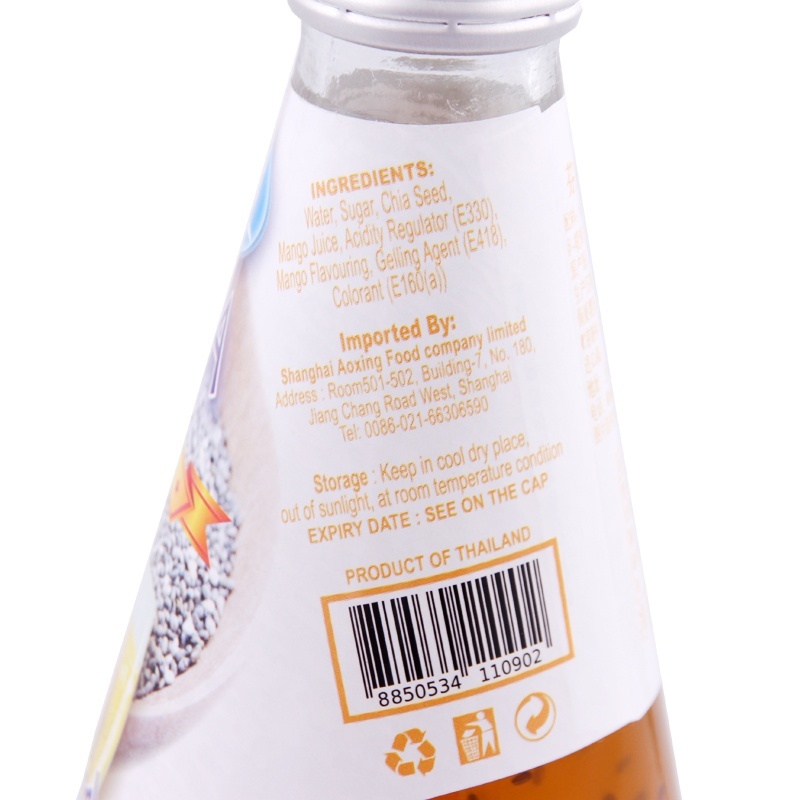 INGREDIENTS:
Water, Sugar, Chia Seed,
Mango Juice, Acidity Regulator (E330),
Mango Flavouring, Gelling Agent (E418),
Colorant (E160(a))
Imported By:
Shanghai Aoxing Food company limited
Address : Room501-502, Building-7, No. 180,
Jiang Chang Road West, Shanghai
Tel: 0086-021-66306590
Storage : Keep in cool dry place,
out of sunlight, at room temperature condition
EXPIRY DATE : SEE ON THE CAP
PRODUCT OF THAILAND
8850534 110902